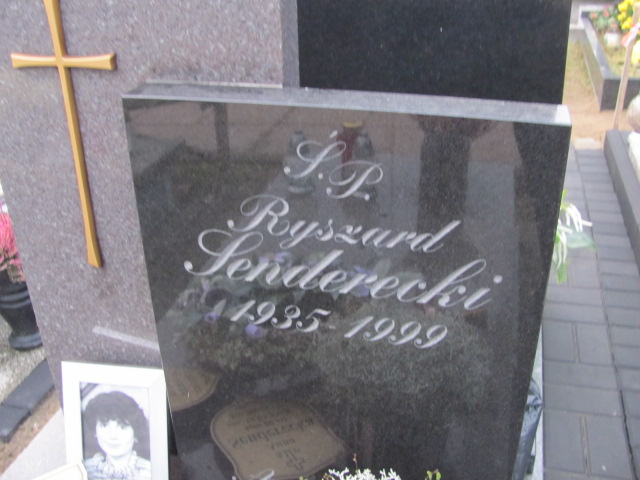 Ś.P.
Ryszard
Senderecki
1935-1999